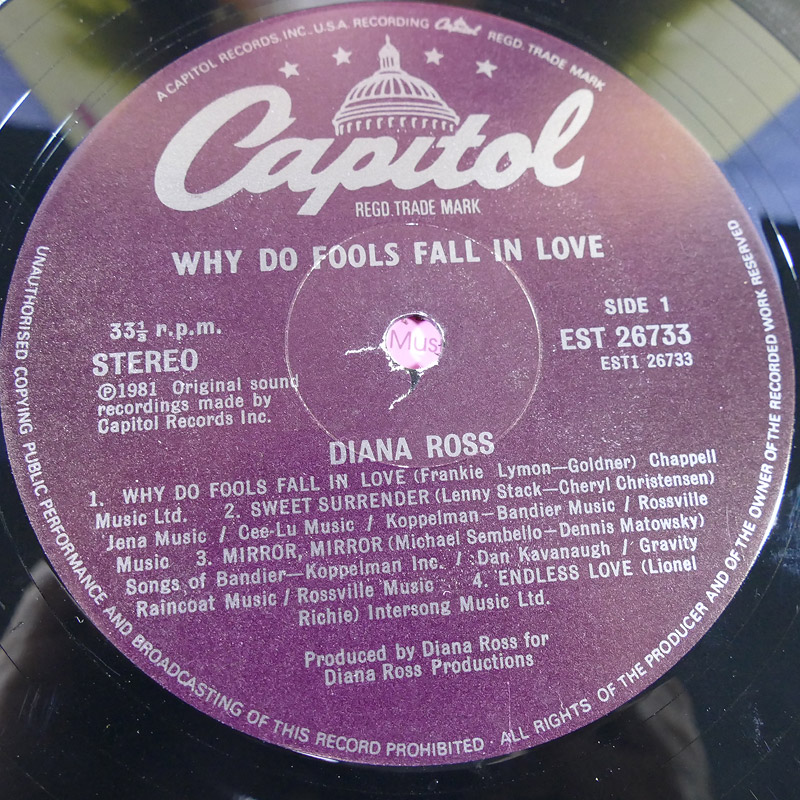 A CAPITOL RECORDS, INC., U.S.A. RECORDING Capitol REGD. TRADE MARK
Capitol
REGD. TRADE MARK
WHY DO FOOLS FALL IN LOVE
33⅓ r.p.m.
STEREO
Ⓟ1981 Original sound
recordings made by
Capitol Records Inc.
SIDE 1
EST 26733
EST1 26733
Mus
DIANA ROSS
1. WHY DO FOOLS FALL IN LOVE (Frankie Lymon—Goldner) Chappell
Music Ltd. 2. SWEET SURRENDER (Lenny Stack—Cheryl Christensen)
Jena Music / Cee-Lu Music / Koppelman—Bandier Music / Rossville
Music 3. MIRROR, MIRROR (Michael Sembello—Dennis Matowsky)
Songs of Bandier—Koppelman Inc. / Dan Kavanaugh / Gravity
Raincoat Music / Rossville Music 4. ENDLESS LOVE (Lionel
Richie) Intersong Music Ltd.
Produced by Diana Ross for
Diana Ross Productions
UNAUTHORISED COPYING PUBLIC PERFORMANCE AND BROADCASTING OF THIS RECORD PROHIBITED · ALL RIGHTS OF THE PRODUCER AND OF THE OWNER OF THE RECORDED WORK RESERVED